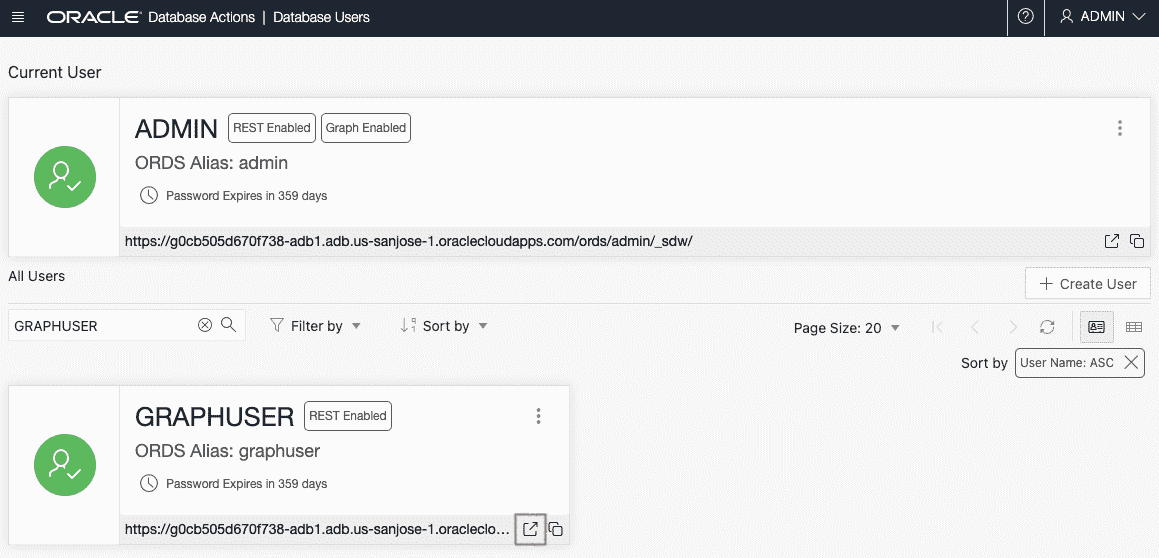 ORACLE Database Actions | Database Users ADMIN
Current User
ADMIN REST Enabled Graph Enabled
ORDS Alias: admin
Password Expires in 359 days
https://g0cb505d670f738-adb1.adb.us-sanjose-1.oraclecloudapps.com/ords/admin/_sdw/
All Users
Create User
GRAPHUSER Filter by Sort by Page Size: 20
Sort by User Name: ASC
GRAPHUSER REST Enabled
ORDS Alias: graphuser
Password Expires in 359 days
https://g0cb505d670f738-adb1.adb.us-sanjose-1.oracleclo...